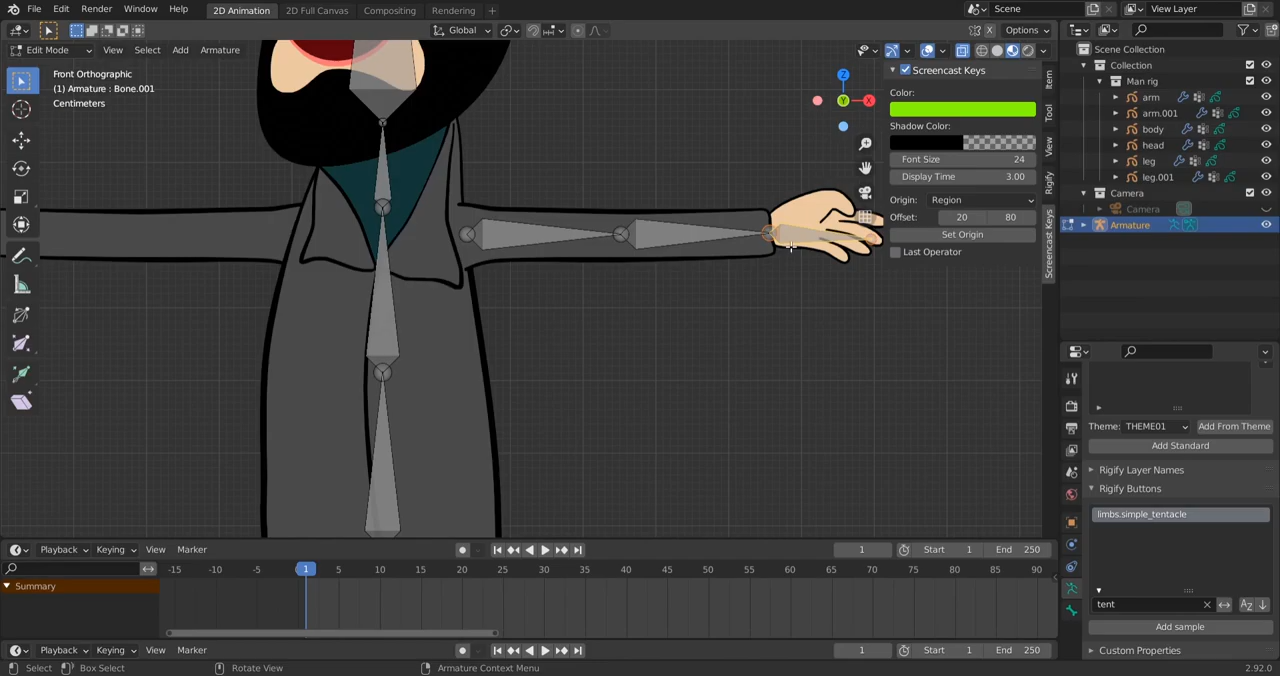 File Edit Render Window Help 2D Animation 2D Full Canvas Compositing Rendering + Scene View Layer
Global Options
Edit Mode View Select Add Armature
Front Orthographic
(1) Armature : Bone.001
Centimeters
Z
X
Y
Screencast Keys
Color:
Shadow Color:
Font Size 24
Display Time 3.00
Origin: Region
Offset: 20 80
Set Origin
Last Operator
Item
Tool
View
Rigify
Screencast Keys
Scene Collection
Collection
Man rig
arm
arm.001
body
head
leg
leg.001
Camera
Camera
Armature
Theme: THEME01 Add From Theme
Add Standard
Rigify Layer Names
Rigify Buttons
limbs.simple_tentacle
tent
Add sample
Custom Properties
Playback Keying View Marker 1 Start 1 End 250
-15 -10 -5 1 5 10 15 20 25 30 35 40 45 50 55 60 65 70 75 80 85 90
Summary
Playback Keying View Marker 1 Start 1 End 250
Select Box Select Rotate View Armature Context Menu 2.92.0